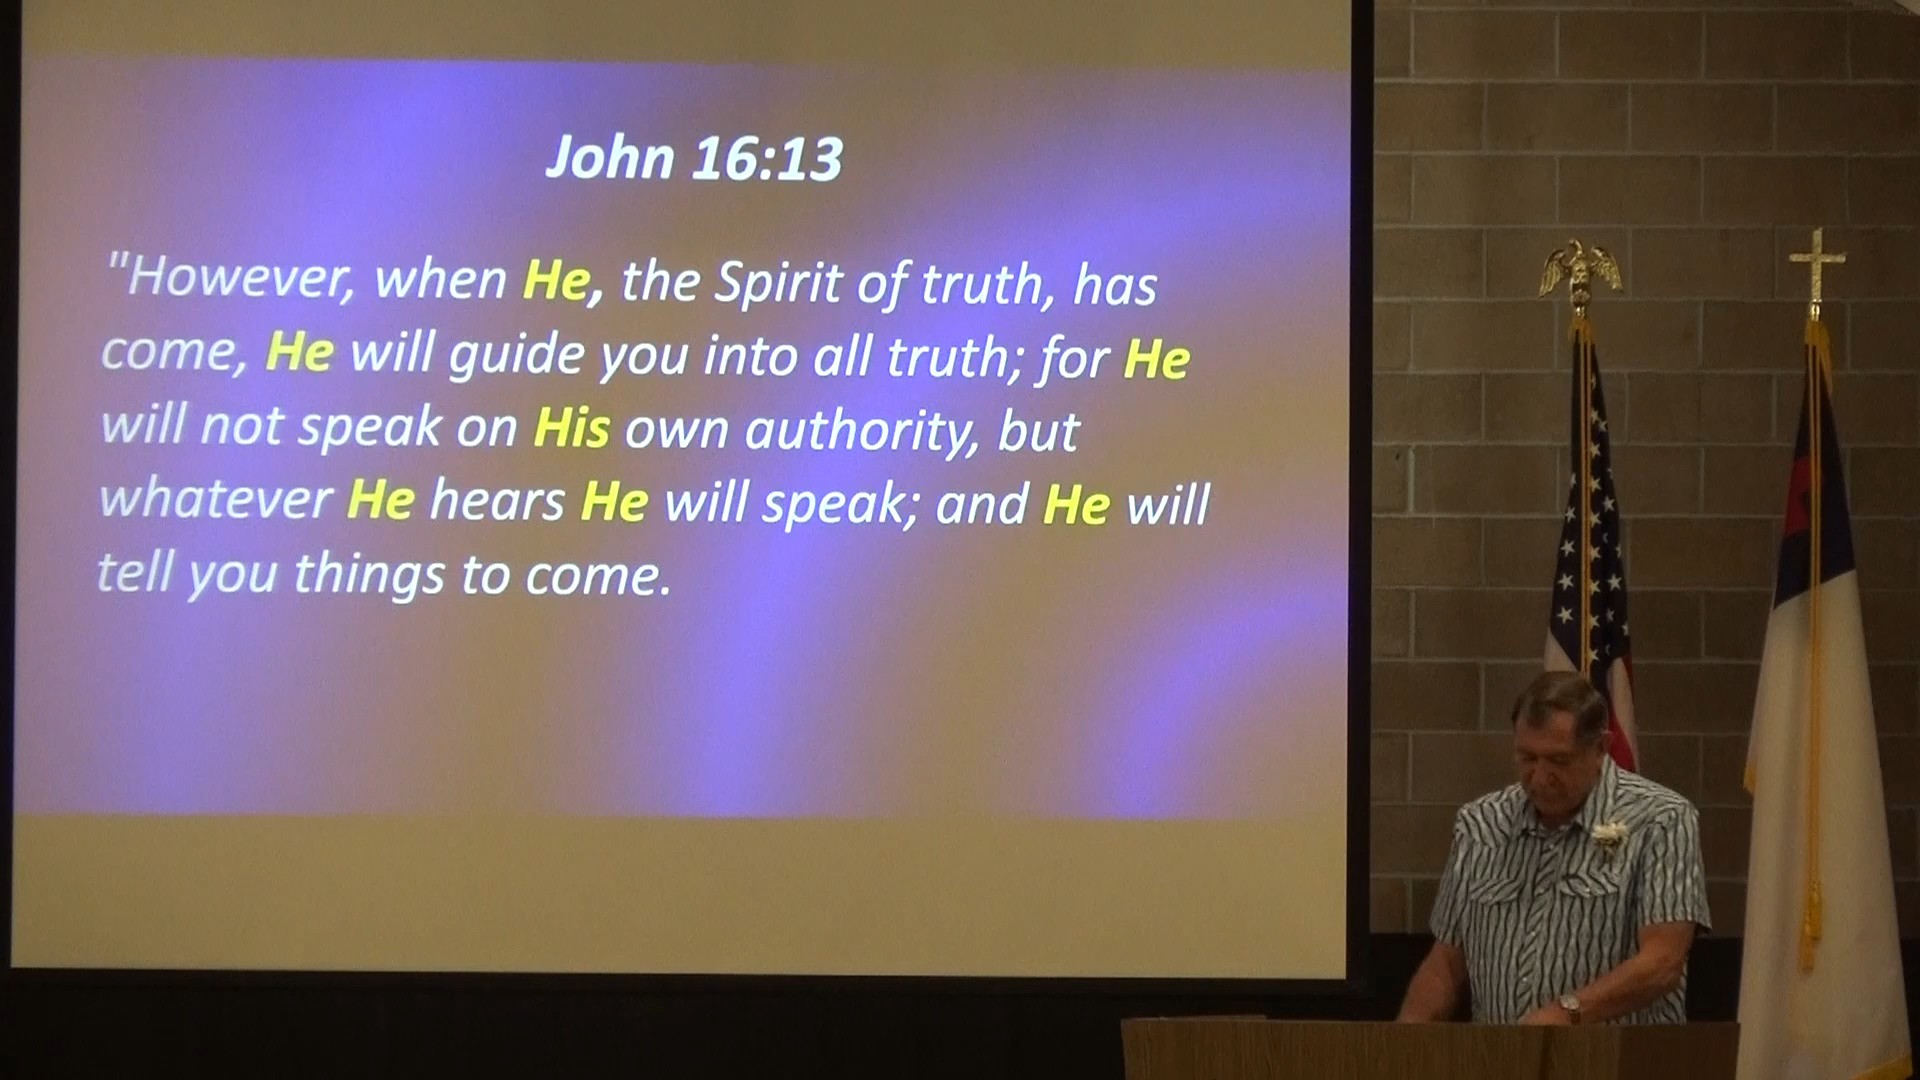 John 16:13
"However, when He, the Spirit of truth, has
come, He will guide you into all truth; for He
will not speak on His own authority, but
whatever He hears He will speak; and He will
tell you things to come.